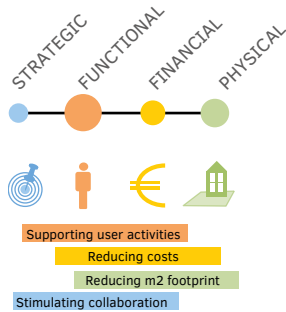 STRATEGIC
FUNCTIONAL
FINANCIAL
PHYSICAL
Supporting user activities
Reducing costs
Reducing m2 footprint
Stimulating collaboration